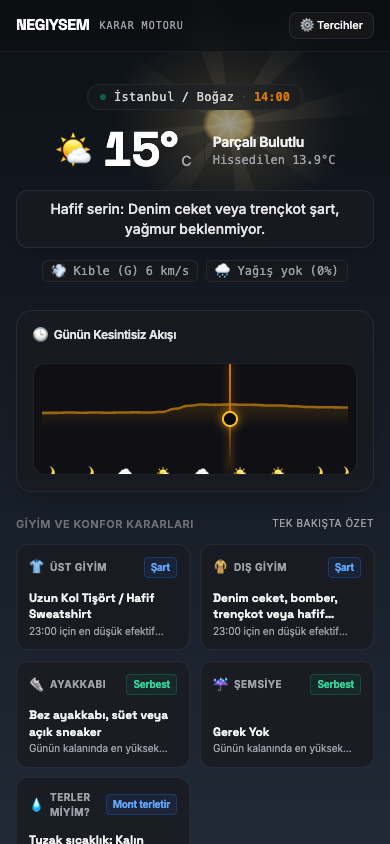 NEGIYSEM KARAR MOTORU Tercihler
İstanbul / Boğaz · 14:00
15° C
Parçalı Bulutlu
Hissedilen 13.9°C
Hafif serin: Denim ceket veya trençkot şart,
yağmur beklenmiyor.
Kıble (G) 6 km/s
Yağış yok (0%)
Günün Kesintisiz Akışı
GİYİM VE KONFOR KARARLARI
TEK BAKIŞTA ÖZET
ÜST GİYİM Şart
Uzun Kol Tişört / Hafif
Sweatshirt
23:00 için en düşük efektif...
DIŞ GİYİM Şart
Denim ceket, bomber,
trençkot veya hafif...
23:00 için en düşük efektif...
AYAKKABI Serbest
Bez ayakkabı, süet veya
açık sneaker
Günün kalanında en yüksek...
ŞEMSİYE Serbest
Gerek Yok
Günün kalanında en yüksek...
TERLER
MİYİM?
Mont terletir
Tuzak sıcaklık: Kalın